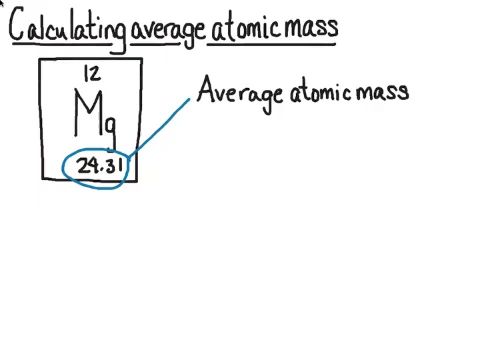 Calculating average atomic mass
12
Mg
24.31
Average atomic mass